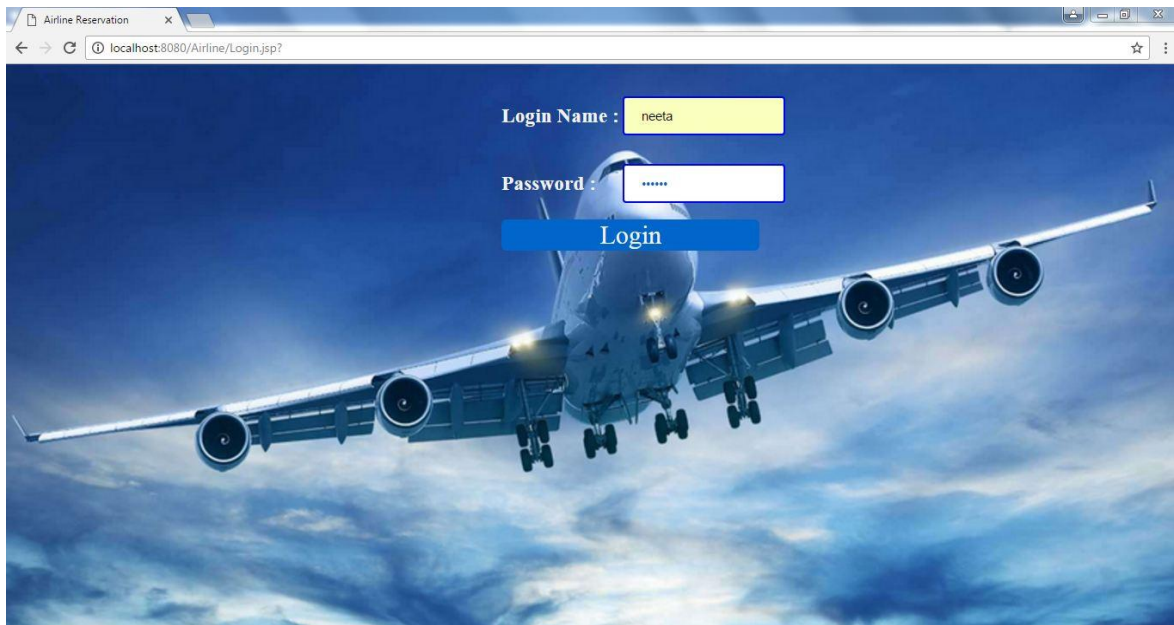 Airline Reservation
localhost:8080/Airline/Login.jsp?
Login Name : neeta
Password : ••••••
Login